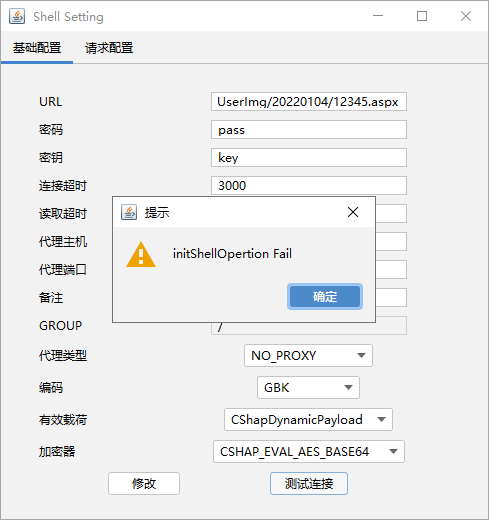 Shell Setting
基础配置 请求配置
URL UserImg/20220104/12345.aspx
密码 pass
密钥 key
连接超时 3000
读取超时
提示
代理主机
initShellOpertion Fail
代理端口
备注
确定
GROUP /
代理类型 NO_PROXY
编码 GBK
有效载荷 CShapDynamicPayload
加密器 CSHAP_EVAL_AES_BASE64
修改 测试连接